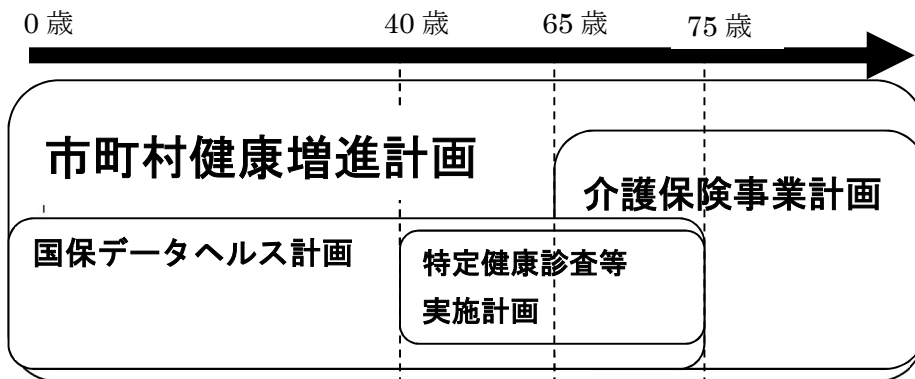 0 歳 40 歳 65 歳 75 歳
市町村健康増進計画
介護保険事業計画
国保データヘルス計画
特定健康診査等
実施計画